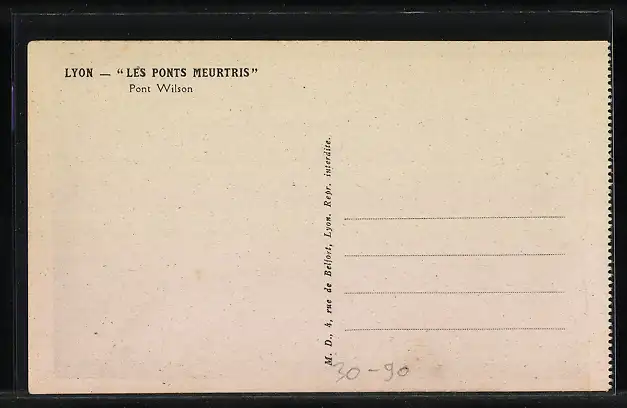 LYON — “LES PONTS MEURTRIS”
Pont Wilson
M. D., 4, rue de Belfort, Lyon. Repr. interdite.
30-90